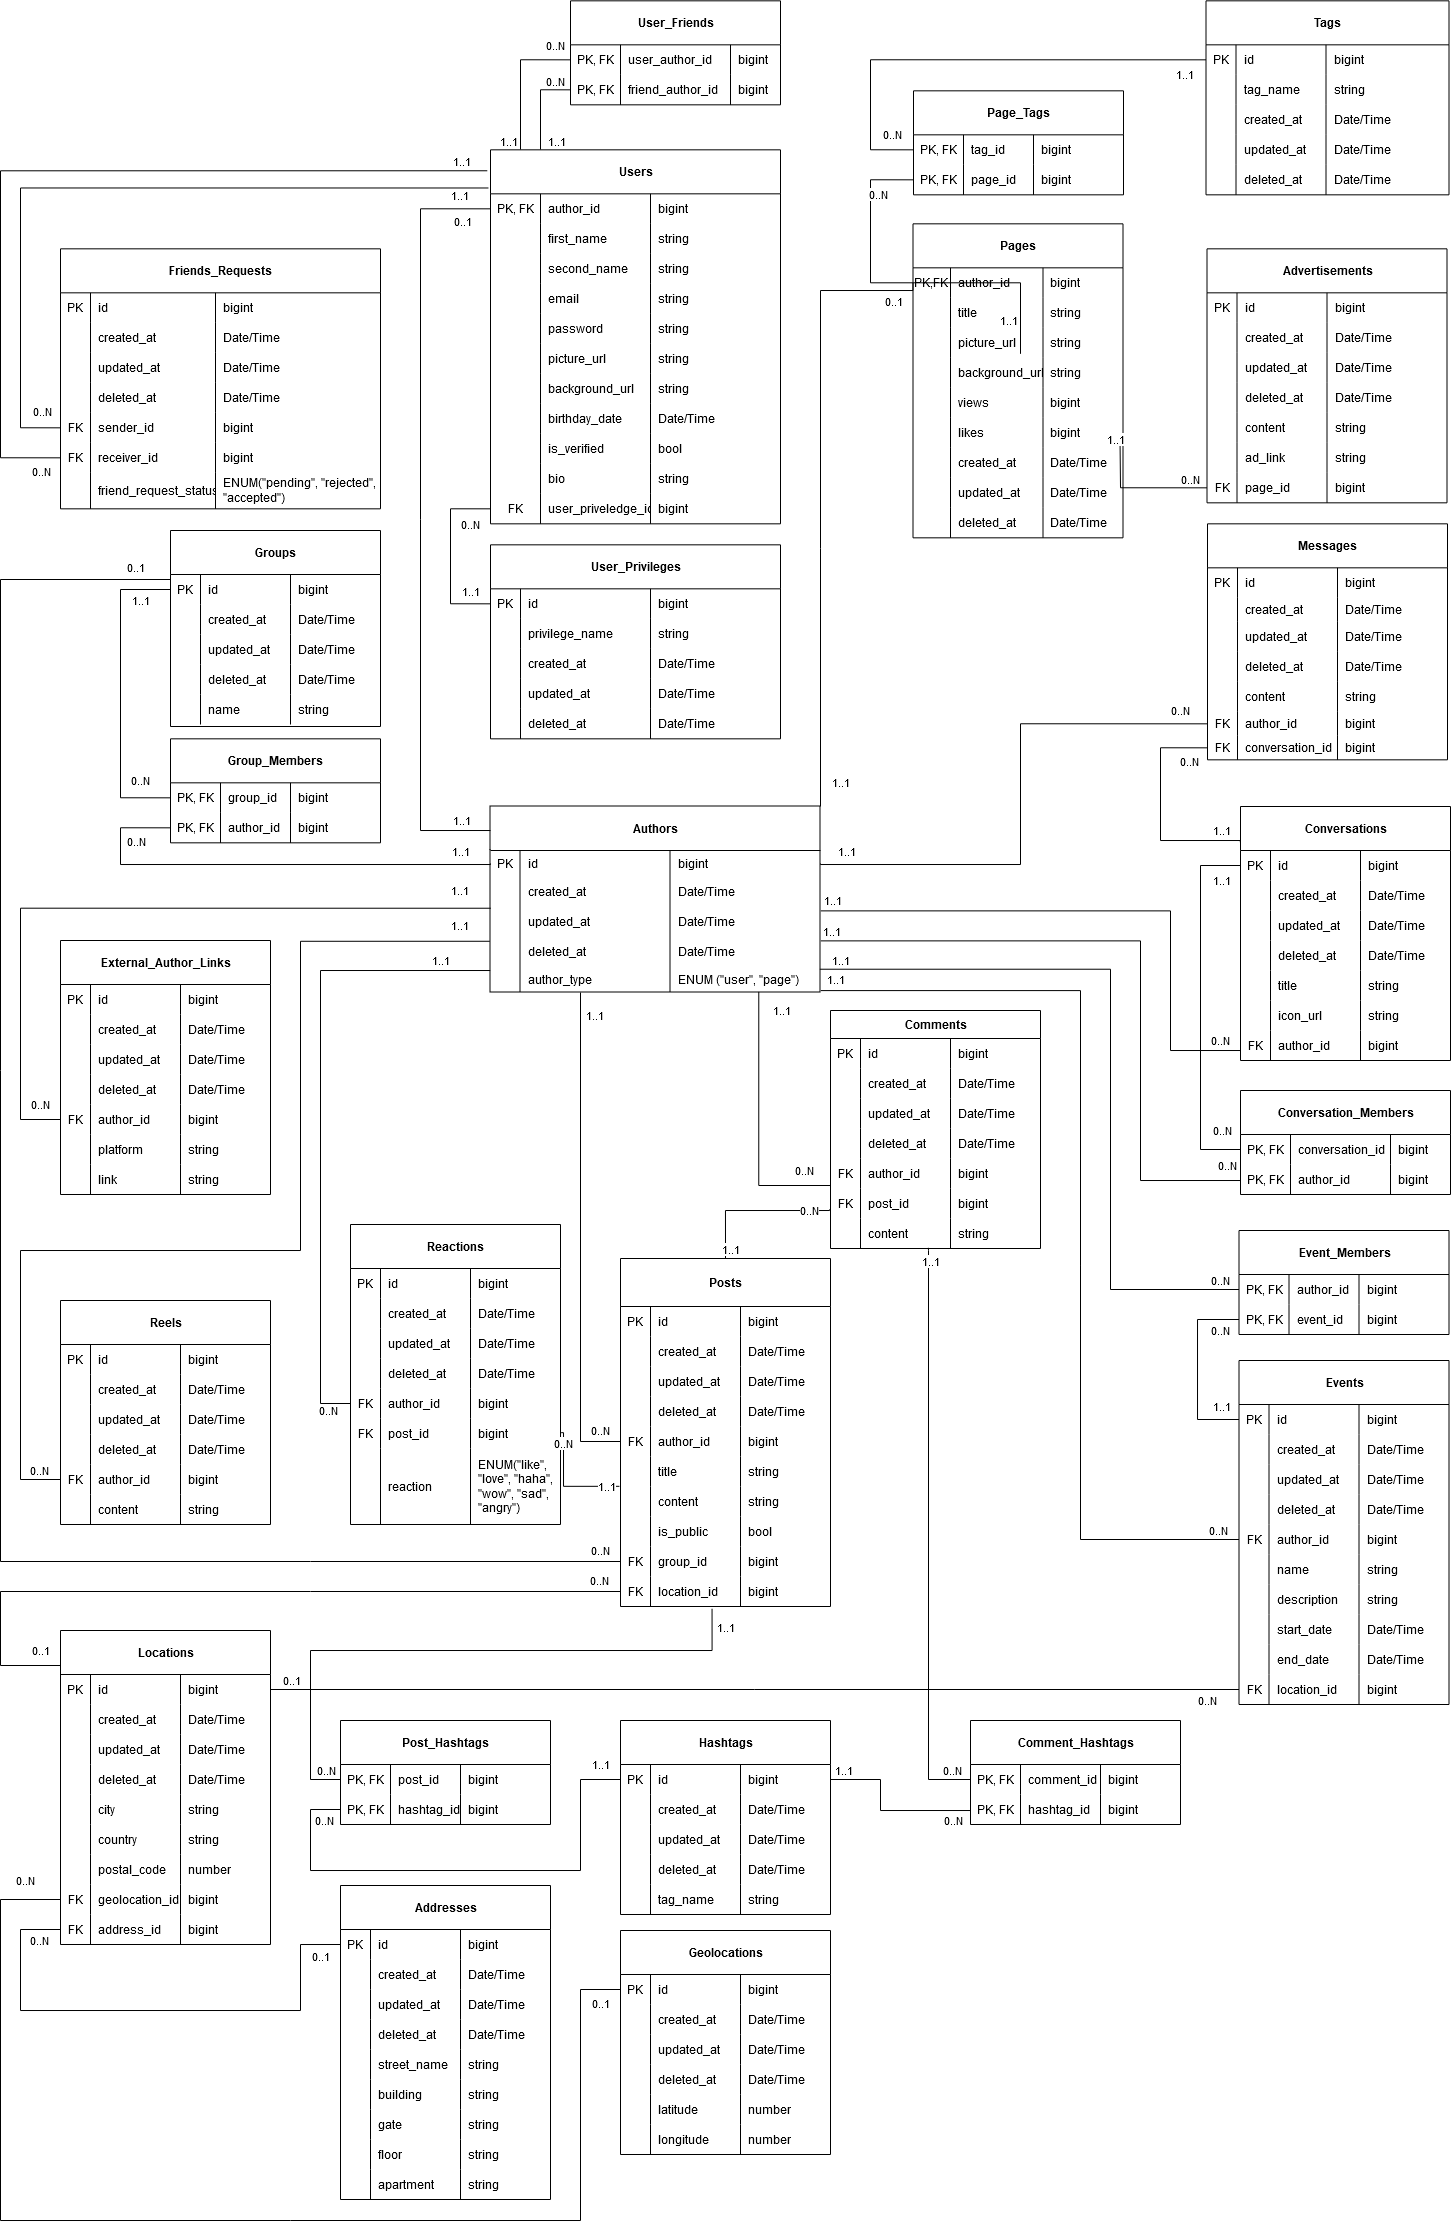 User_Friends
PK, FK user_author_id bigint
PK, FK friend_author_id bigint
0..N
0..N
1..1
1..1
Tags
PK id bigint
tag_name string
created_at Date/Time
updated_at Date/Time
deleted_at Date/Time
1..1
Page_Tags
PK, FK tag_id bigint
PK, FK page_id bigint
0..N
0..N
Users
PK, FK author_id bigint
first_name string
second_name string
email string
password string
picture_url string
background_url string
birthday_date Date/Time
is_verified bool
bio string
FK user_priveledge_id bigint
1..1
1..1
0..1
0..N
Friends_Requests
PK id bigint
created_at Date/Time
updated_at Date/Time
deleted_at Date/Time
FK sender_id bigint
FK receiver_id bigint
friend_request_status ENUM("pending", "rejected",
"accepted")
0..N
0..N
Pages
PK,FK author_id bigint
title string
picture_url string
background_url string
views bigint
likes bigint
created_at Date/Time
updated_at Date/Time
deleted_at Date/Time
0..1
1..1
1..1
Advertisements
PK id bigint
created_at Date/Time
updated_at Date/Time
deleted_at Date/Time
content string
ad_link string
FK page_id bigint
0..N
Groups
PK id bigint
created_at Date/Time
updated_at Date/Time
deleted_at Date/Time
name string
0..1
1..1
User_Privileges
PK id bigint
privilege_name string
created_at Date/Time
updated_at Date/Time
deleted_at Date/Time
1..1
Messages
PK id bigint
created_at Date/Time
updated_at Date/Time
deleted_at Date/Time
content string
FK author_id bigint
FK conversation_id bigint
0..N
0..N
Group_Members
PK, FK group_id bigint
PK, FK author_id bigint
0..N
0..N
Authors
PK id bigint
created_at Date/Time
updated_at Date/Time
deleted_at Date/Time
author_type ENUM ("user", "page")
1..1
1..1
1..1
1..1
1..1
1..1
1..1
1..1
1..1
1..1
1..1
1..1
1..1
Conversations
PK id bigint
created_at Date/Time
updated_at Date/Time
deleted_at Date/Time
title string
icon_url string
FK author_id bigint
1..1
1..1
0..N
External_Author_Links
PK id bigint
created_at Date/Time
updated_at Date/Time
deleted_at Date/Time
FK author_id bigint
platform string
link string
0..N
Comments
PK id bigint
created_at Date/Time
updated_at Date/Time
deleted_at Date/Time
FK author_id bigint
FK post_id bigint
content string
0..N
0..N
1..1
Conversation_Members
PK, FK conversation_id bigint
PK, FK author_id bigint
0..N
0..N
Reactions
PK id bigint
created_at Date/Time
updated_at Date/Time
deleted_at Date/Time
FK author_id bigint
FK post_id bigint
reaction ENUM("like",
"love", "haha",
"wow", "sad",
"angry")
0..N
0..N
Event_Members
PK, FK author_id bigint
PK, FK event_id bigint
0..N
0..N
Posts
PK id bigint
created_at Date/Time
updated_at Date/Time
deleted_at Date/Time
FK author_id bigint
title string
content string
is_public bool
FK group_id bigint
FK location_id bigint
1..1
0..N
1..1
0..N
0..N
1..1
Reels
PK id bigint
created_at Date/Time
updated_at Date/Time
deleted_at Date/Time
FK author_id bigint
content string
0..N
Events
PK id bigint
created_at Date/Time
updated_at Date/Time
deleted_at Date/Time
FK author_id bigint
name string
description string
start_date Date/Time
end_date Date/Time
FK location_id bigint
1..1
0..N
0..N
Locations
PK id bigint
created_at Date/Time
updated_at Date/Time
deleted_at Date/Time
city string
country string
postal_code number
FK geolocation_id bigint
FK address_id bigint
0..1
0..1
0..N
0..N
Post_Hashtags
PK, FK post_id bigint
PK, FK hashtag_id bigint
0..N
0..N
Hashtags
PK id bigint
created_at Date/Time
updated_at Date/Time
deleted_at Date/Time
tag_name string
1..1
1..1
Comment_Hashtags
PK, FK comment_id bigint
PK, FK hashtag_id bigint
0..N
0..N
Addresses
PK id bigint
created_at Date/Time
updated_at Date/Time
deleted_at Date/Time
street_name string
building string
gate string
floor string
apartment string
0..1
Geolocations
PK id bigint
created_at Date/Time
updated_at Date/Time
deleted_at Date/Time
latitude number
longitude number
0..1